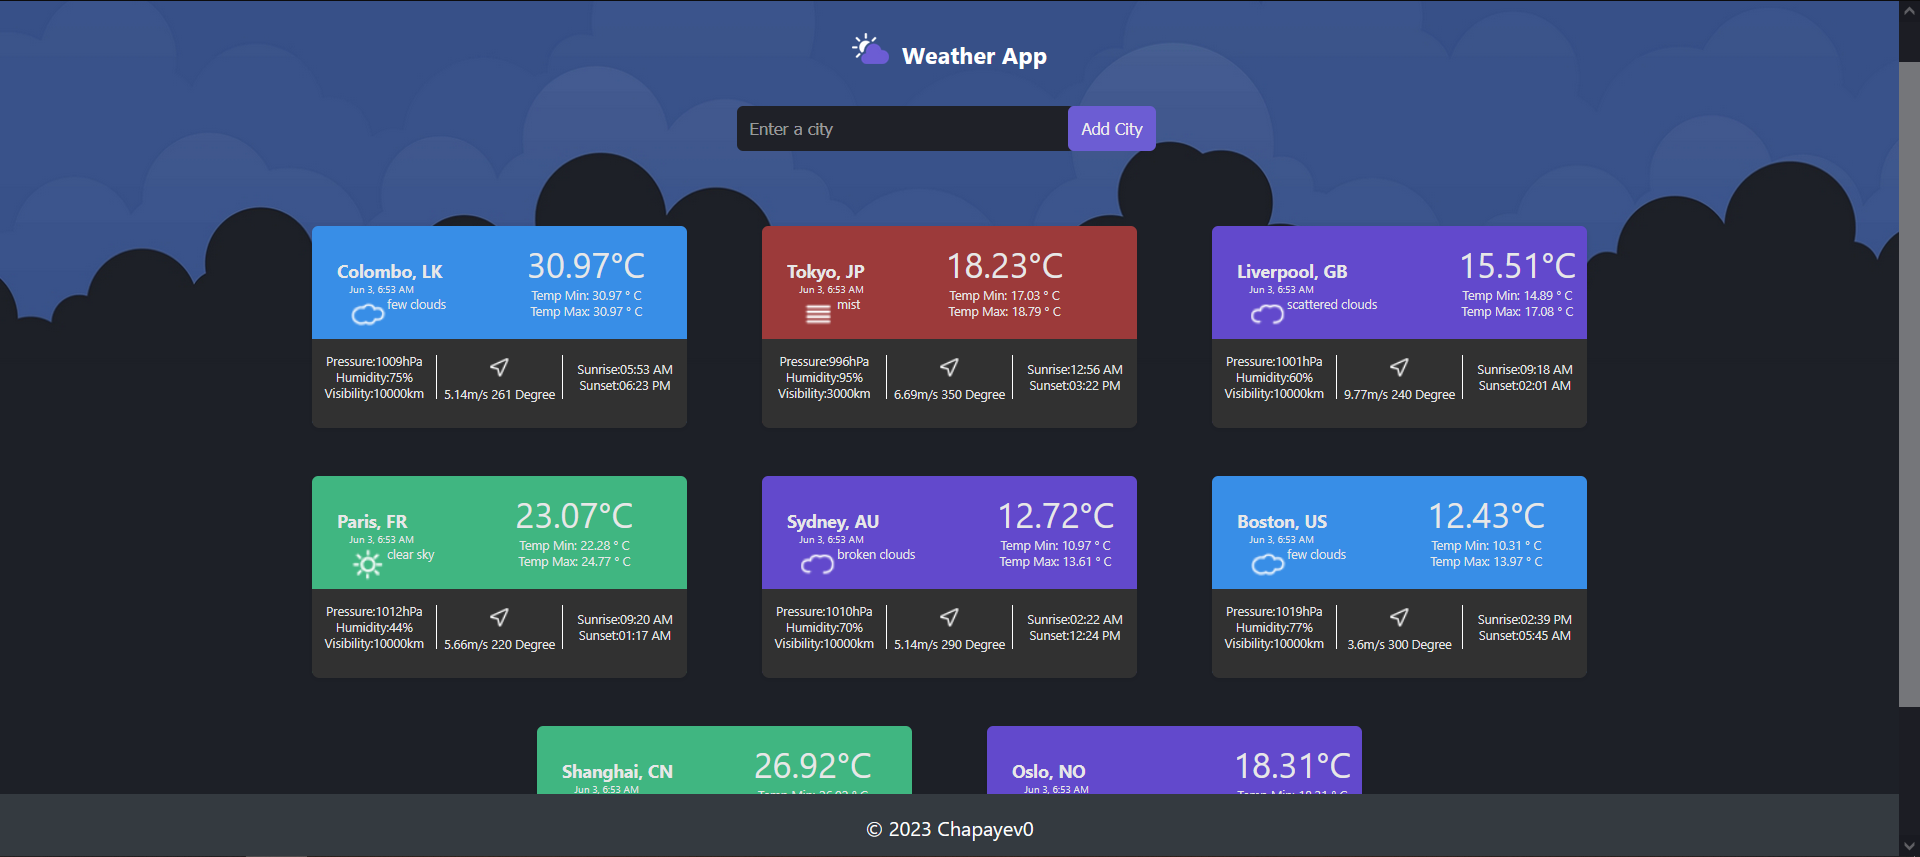 Weather App
Enter a city
Add City
Colombo, LK
Jun 3, 6:53 AM
few clouds
30.97°C
Temp Min: 30.97 ° C
Temp Max: 30.97 ° C
Pressure:1009hPa
Humidity:75%
Visibility:10000km
5.14m/s 261 Degree
Sunrise:05:53 AM
Sunset:06:23 PM
Tokyo, JP
Jun 3, 6:53 AM
mist
18.23°C
Temp Min: 17.03 ° C
Temp Max: 18.79 ° C
Pressure:996hPa
Humidity:95%
Visibility:3000km
6.69m/s 350 Degree
Sunrise:12:56 AM
Sunset:03:22 PM
Liverpool, GB
Jun 3, 6:53 AM
scattered clouds
15.51°C
Temp Min: 14.89 ° C
Temp Max: 17.08 ° C
Pressure:1001hPa
Humidity:60%
Visibility:10000km
9.77m/s 240 Degree
Sunrise:09:18 AM
Sunset:02:01 AM
Paris, FR
Jun 3, 6:53 AM
clear sky
23.07°C
Temp Min: 22.28 ° C
Temp Max: 24.77 ° C
Pressure:1012hPa
Humidity:44%
Visibility:10000km
5.66m/s 220 Degree
Sunrise:09:20 AM
Sunset:01:17 AM
Sydney, AU
Jun 3, 6:53 AM
broken clouds
12.72°C
Temp Min: 10.97 ° C
Temp Max: 13.61 ° C
Pressure:1010hPa
Humidity:70%
Visibility:10000km
5.14m/s 290 Degree
Sunrise:02:22 AM
Sunset:12:24 PM
Boston, US
Jun 3, 6:53 AM
few clouds
12.43°C
Temp Min: 10.31 ° C
Temp Max: 13.97 ° C
Pressure:1019hPa
Humidity:77%
Visibility:10000km
3.6m/s 300 Degree
Sunrise:02:39 PM
Sunset:05:45 AM
Shanghai, CN
Jun 3, 6:53 AM
26.92°C
Temp Min: 26.92 ° C
Oslo, NO
Jun 3, 6:53 AM
18.31°C
Temp Min: 18.31 ° C
© 2023 Chapayev0